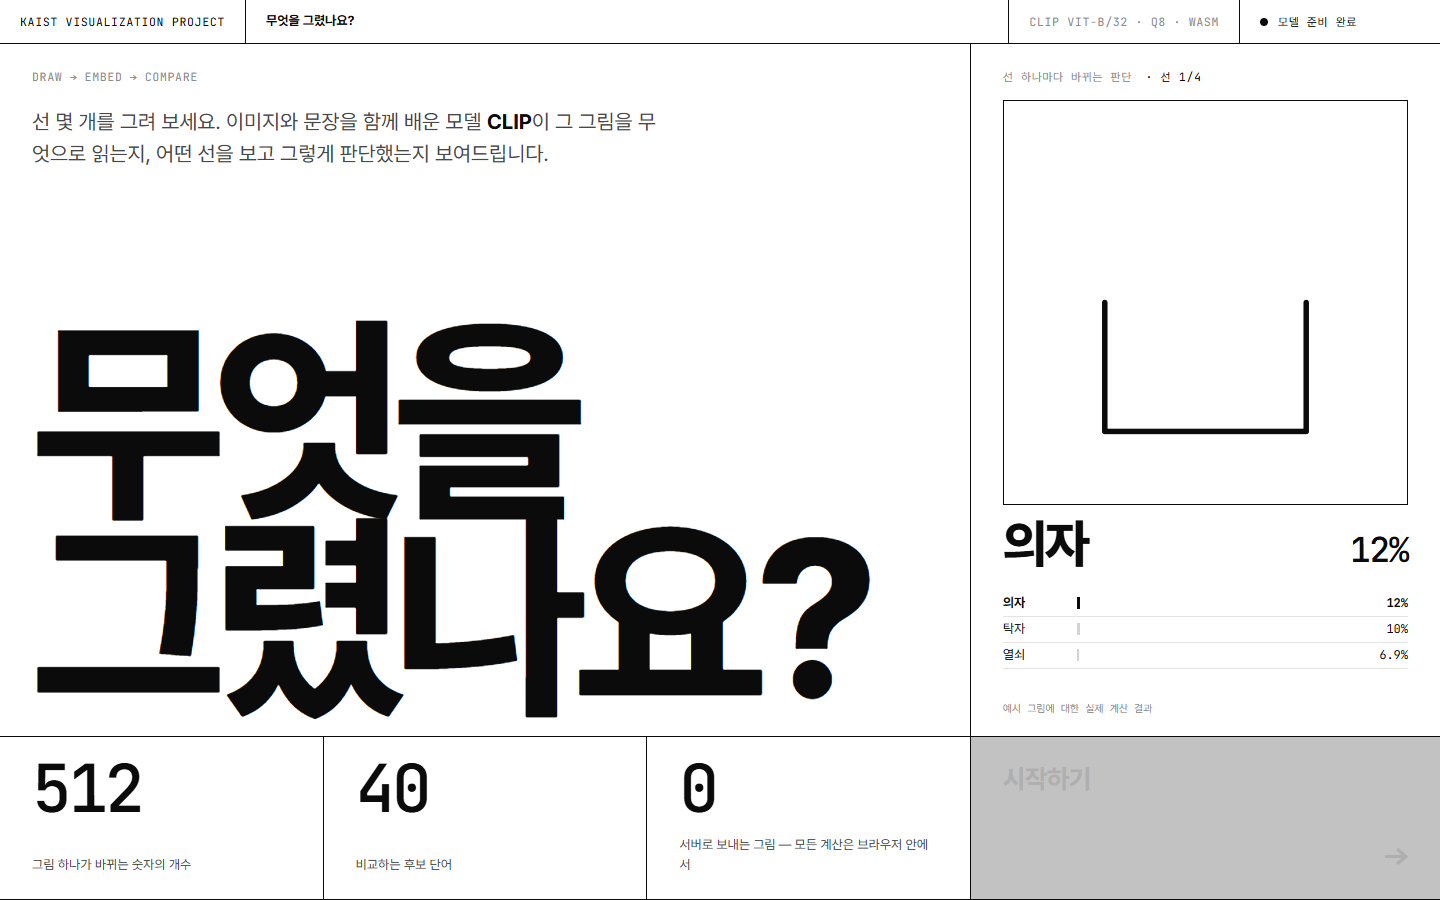 KAIST VISUALIZATION PROJECT
무엇을 그렸나요?
CLIP VIT-B/32 · Q8 · WASM
모델 준비 완료
DRAW → EMBED → COMPARE
선 몇 개를 그려 보세요. 이미지와 문장을 함께 배운 모델 CLIP이 그 그림을 무
엇으로 읽는지, 어떤 선을 보고 그렇게 판단했는지 보여드립니다.
무엇을
그렸나요?
선 하나마다 바뀌는 판단 · 선 1/4
의자 12%
의자 12%
탁자 10%
열쇠 6.9%
예시 그림에 대한 실제 계산 결과
512
그림 하나가 바뀌는 숫자의 개수
40
비교하는 후보 단어
0
서버로 보내는 그림 — 모든 계산은 브라우저 안에
서
시작하기
→